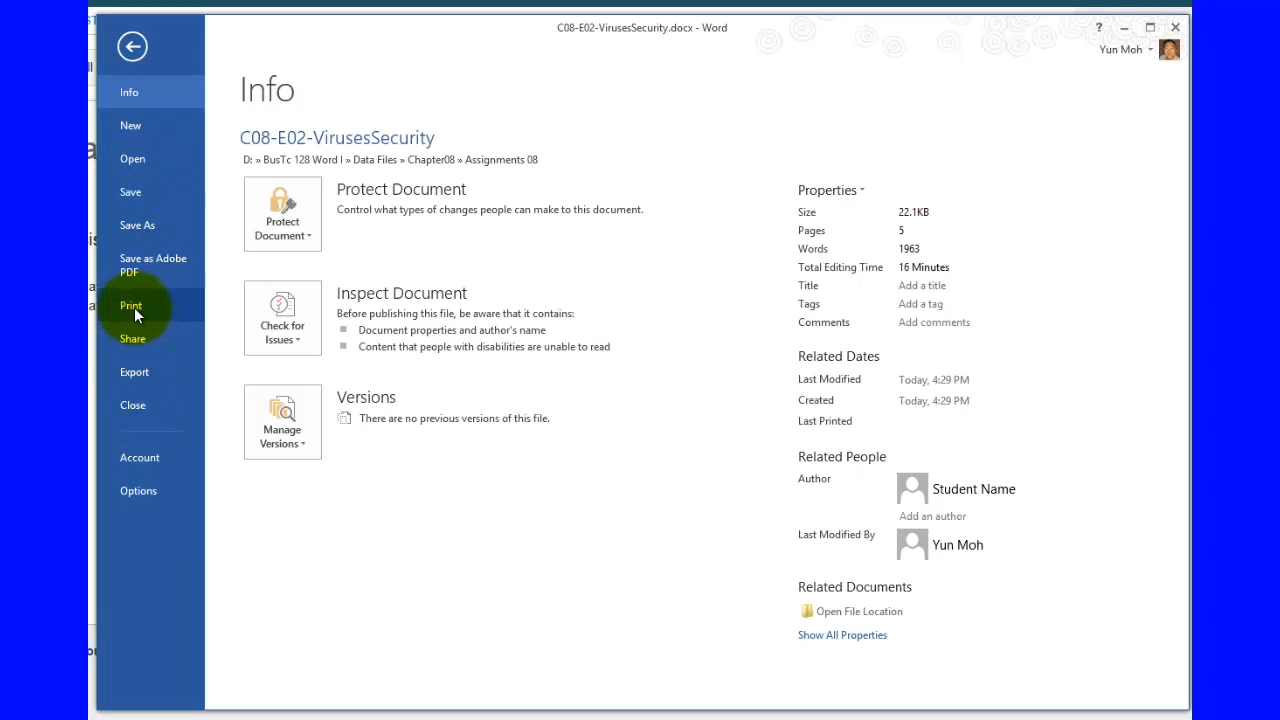 C08-E02-VirusesSecurity.docx - Word
?
Yun Moh
Info
New
Open
Save
Save As
Save as Adobe
PDF
Print
Share
Export
Close
Account
Options
Info
C08-E02-VirusesSecurity
D: » BusTc 128 Word I » Data Files » Chapter08 » Assignments 08
Protect
Document
Protect Document
Control what types of changes people can make to this document.
Check for
Issues
Inspect Document
Before publishing this file, be aware that it contains:
Document properties and author's name
Content that people with disabilities are unable to read
Manage
Versions
Versions
There are no previous versions of this file.
Properties
Size 22.1KB
Pages 5
Words 1963
Total Editing Time 16 Minutes
Title Add a title
Tags Add a tag
Comments Add comments
Related Dates
Last Modified Today, 4:29 PM
Created Today, 4:29 PM
Last Printed
Related People
Author Student Name
Add an author
Last Modified By Yun Moh
Related Documents
Open File Location
Show All Properties